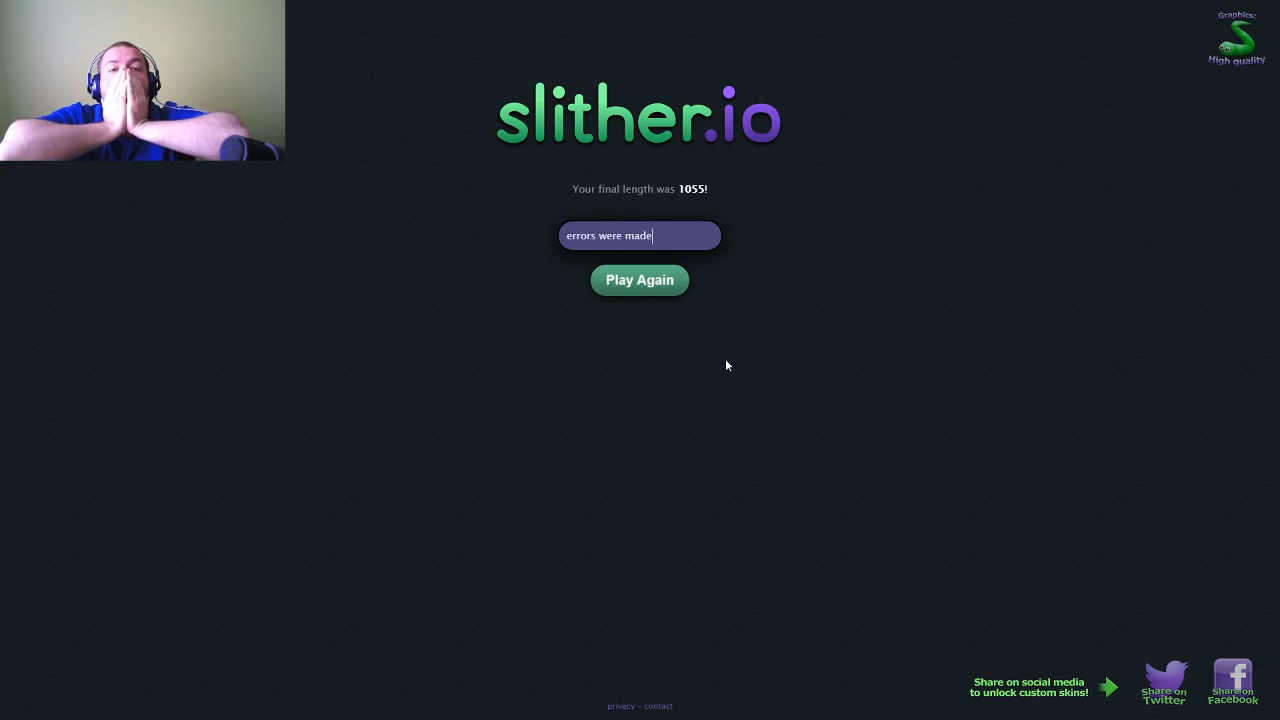 Graphics:
High quality
slither.io
Your final length was 1055!
errors were made
Play Again
Share on social media
to unlock custom skins!
Share on
Twitter
Share on
Facebook
privacy - contact